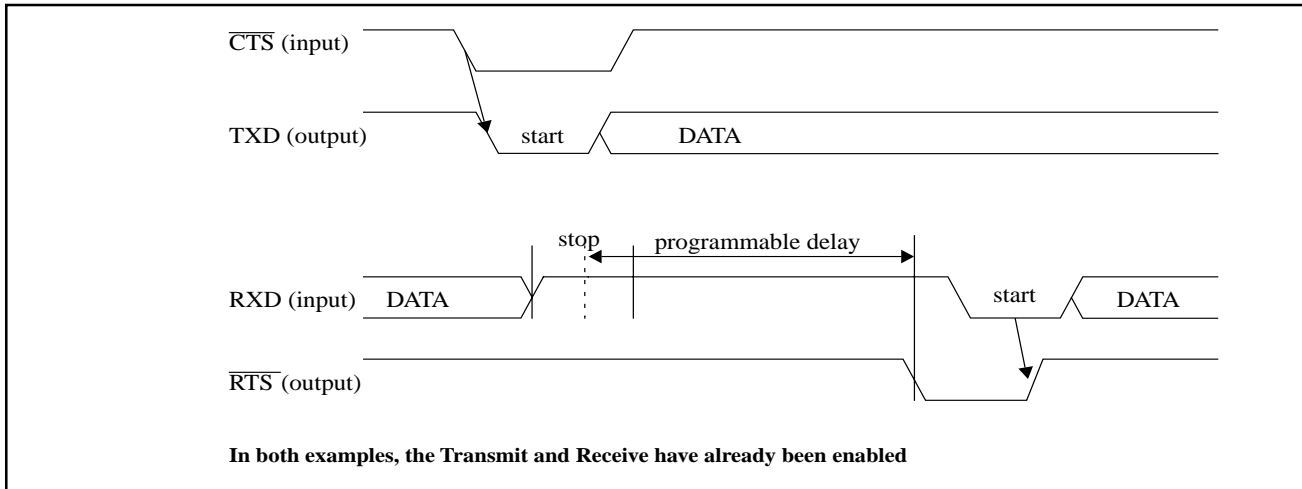 CTS (input)
TXD (output) start DATA
stop programmable delay
RXD (input) DATA start DATA
RTS (output)
In both examples, the Transmit and Receive have already been enabled